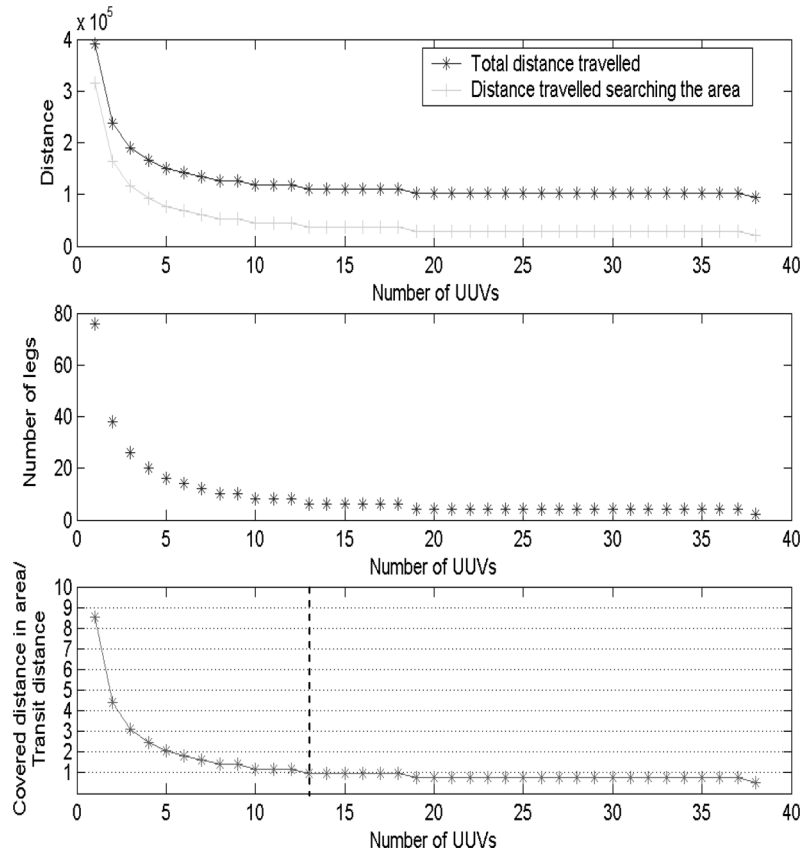 x 10^5
4
3
2
1
0
Distance
Total distance travelled
Distance travelled searching the area
0 5 10 15 20 25 30 35 40
Number of UUVs
80
60
40
20
0
Number of legs
0 5 10 15 20 25 30 35 40
Number of UUVs
10
9
8
7
6
5
4
3
2
1
Covered distance in area/
Transit distance
0 5 10 15 20 25 30 35 40
Number of UUVs